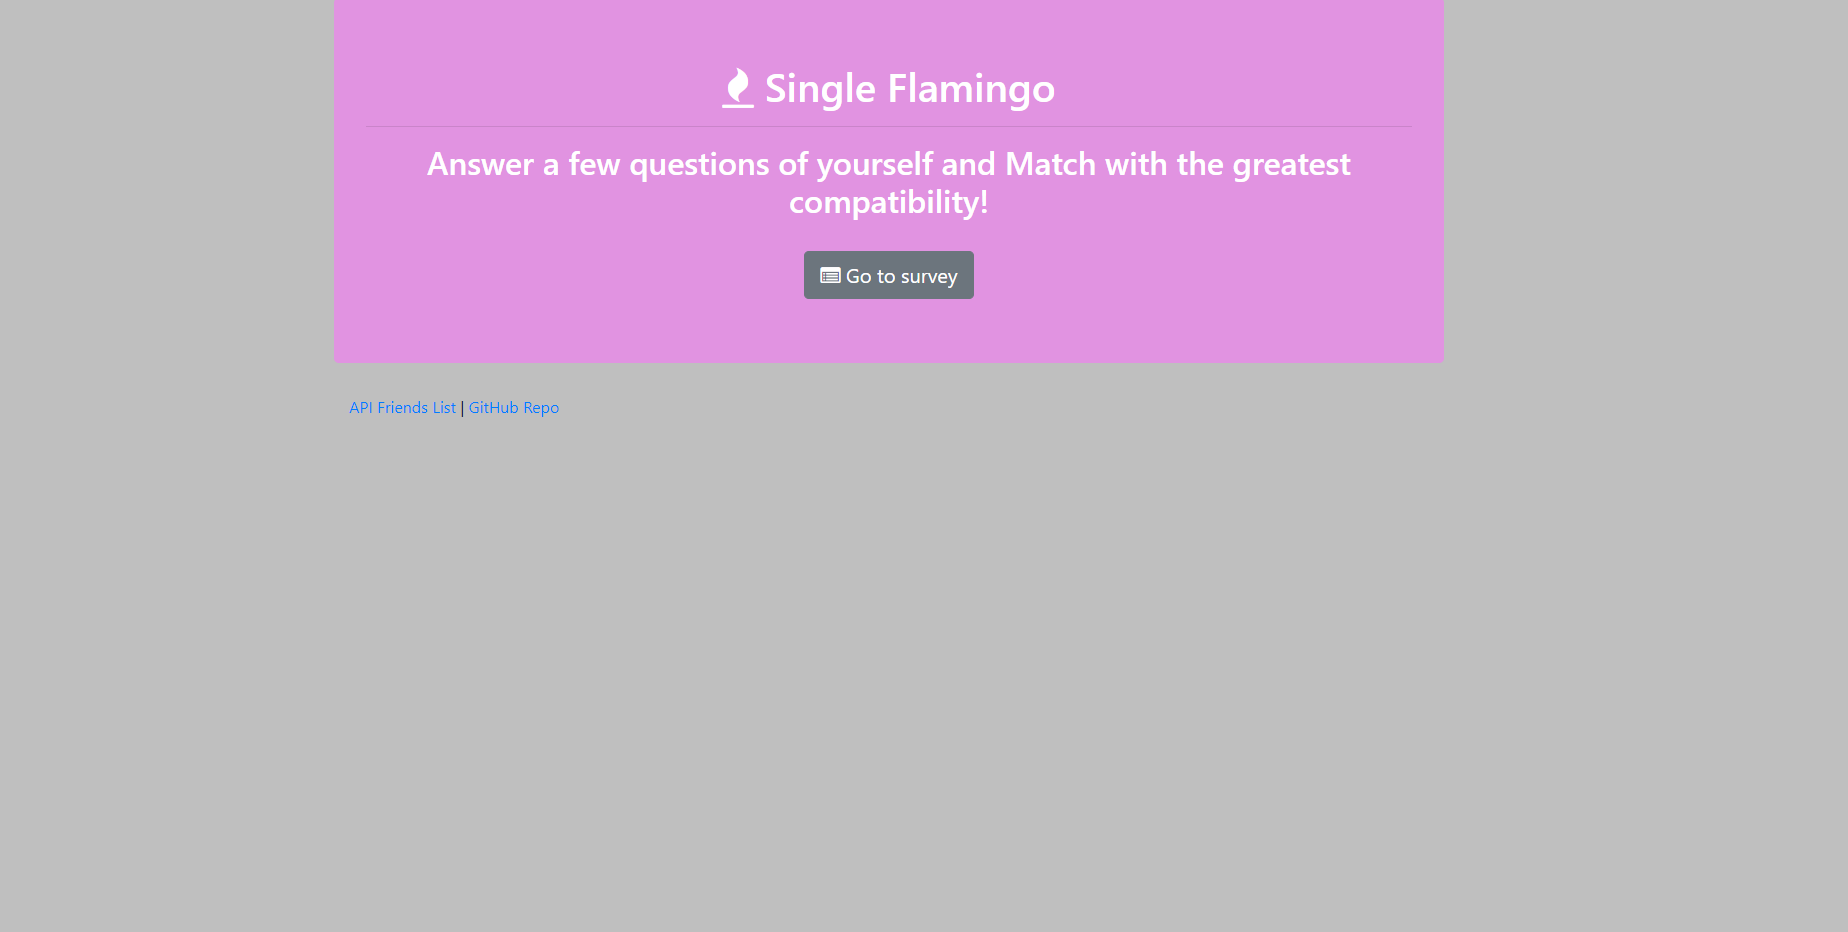 Single Flamingo
Answer a few questions of yourself and Match with the greatest
compatibility!
Go to survey
API Friends List | GitHub Repo